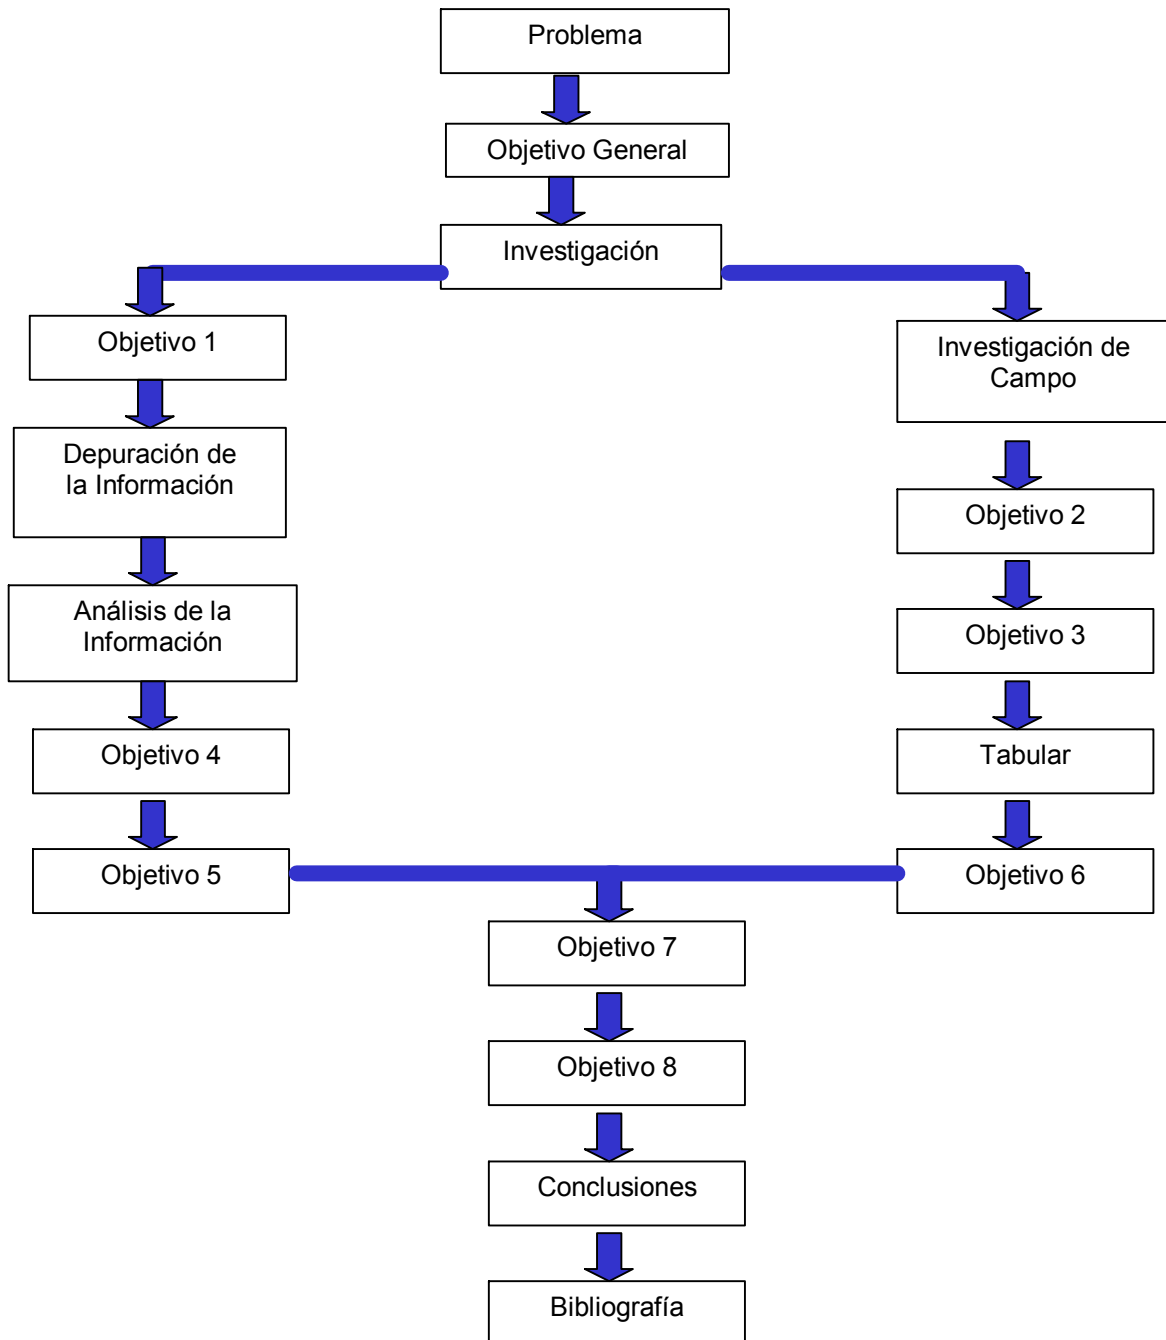 Problema
Objetivo General
Investigación
Objetivo 1
Depuración de
la Información
Análisis de la
Información
Objetivo 4
Objetivo 5
Investigación de
Campo
Objetivo 2
Objetivo 3
Tabular
Objetivo 6
Objetivo 7
Objetivo 8
Conclusiones
Bibliografía